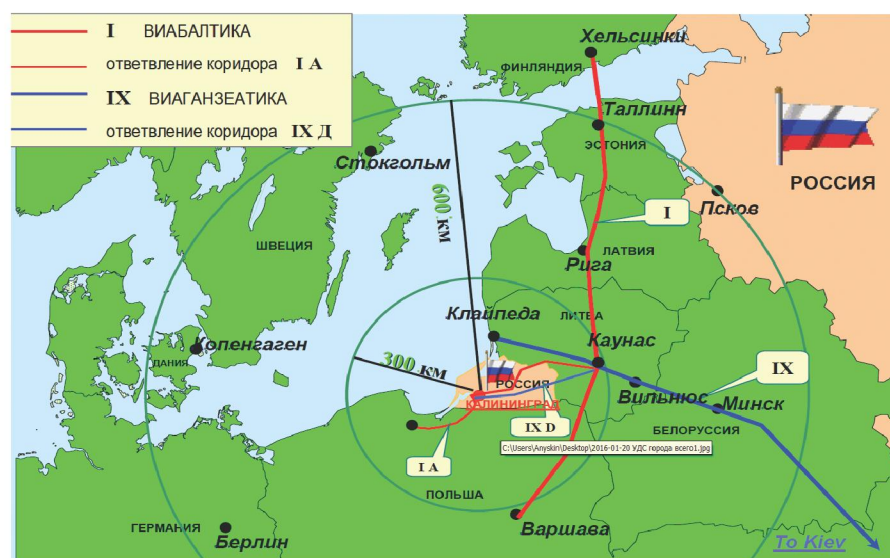 I ВИАБАЛТИКА
ответвление коридора I А
IX ВИАГАНЗЕАТИКА
ответвление коридора IX Д
Хельсинки
ФИНЛЯНДИЯ
Таллинн
ЭСТОНИЯ
РОССИЯ
Стокгольм
600 км
Псков
I
ШВЕЦИЯ
ЛАТВИЯ
Рига
Клайпеда
ЛИТВА
Копенгаген
Каунас
ДАНИЯ
300 км
РОССИЯ
IX
КАЛИНИНГРАД
Вильнюс
Минск
IX D
БЕЛОРУССИЯ
C:\Users\Anyskin\Desktop\2016-01-20 УДС города всего1.jpg
I A
ПОЛЬША
Варшава
ГЕРМАНИЯ
Берлин
To Kiev